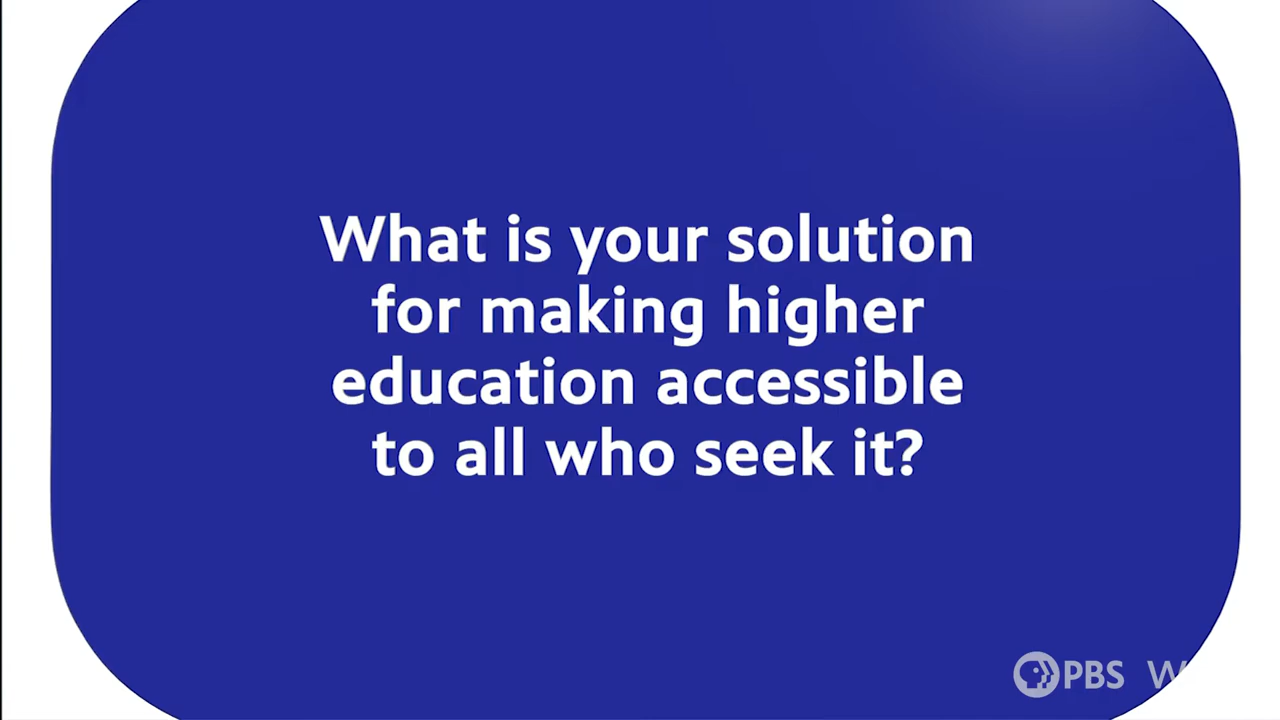 What is your solution
for making higher
education accessible
to all who seek it?
PBS W